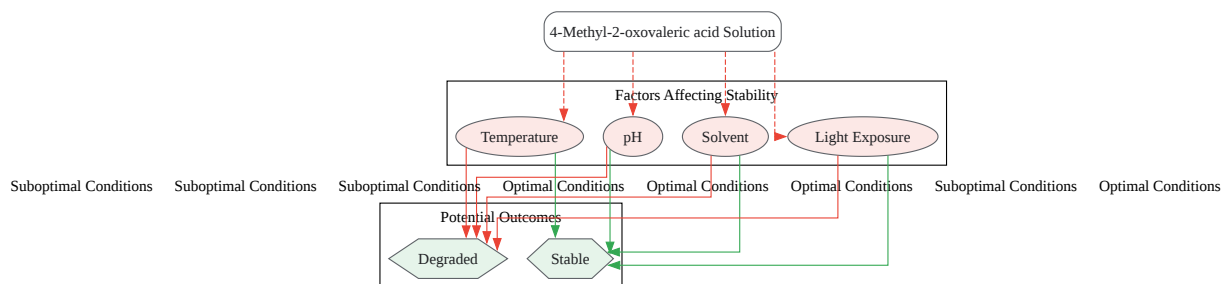 4-Methyl-2-oxovaleric acid Solution
Factors Affecting Stability
Temperature
pH
Solvent
Light Exposure
Suboptimal Conditions
Suboptimal Conditions
Suboptimal Conditions
Optimal Conditions
Optimal Conditions
Optimal Conditions
Suboptimal Conditions
Optimal Conditions
Potential Outcomes
Degraded
Stable